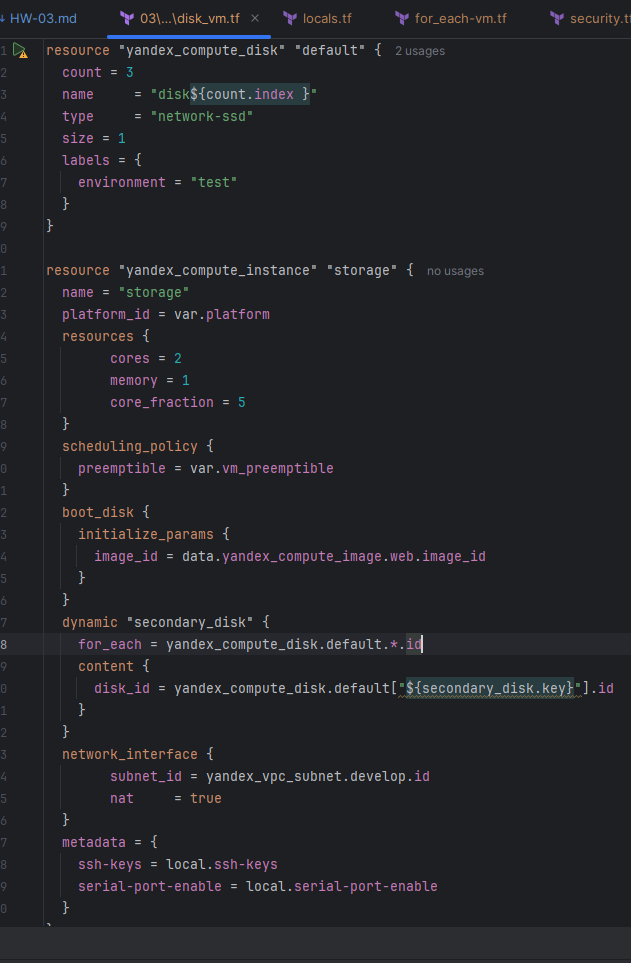 HW-03.md 03\...\disk_vm.tf × locals.tf for_each-vm.tf security.tf
1 resource "yandex_compute_disk" "default" { 2 usages
2 count = 3
3 name     = "disk${count.index }"
4 type     = "network-ssd"
5 size = 1
6 labels = {
7 environment = "test"
8 }
9 }
0
1 resource "yandex_compute_instance" "storage" { no usages
2 name = "storage"
3 platform_id = var.platform
4 resources {
5 cores = 2
6 memory = 1
7 core_fraction = 5
8 }
9 scheduling_policy {
0 preemptible = var.vm_preemptible
1 }
2 boot_disk {
3 initialize_params {
4 image_id = data.yandex_compute_image.web.image_id
5 }
6 }
7 dynamic "secondary_disk" {
8 for_each = yandex_compute_disk.default.*.id
9 content {
0 disk_id = yandex_compute_disk.default["${secondary_disk.key}"].id
1 }
2 }
3 network_interface {
4 subnet_id = yandex_vpc_subnet.develop.id
5 nat     = true
6 }
7 metadata = {
8 ssh-keys = local.ssh-keys
9 serial-port-enable = local.serial-port-enable
0 }